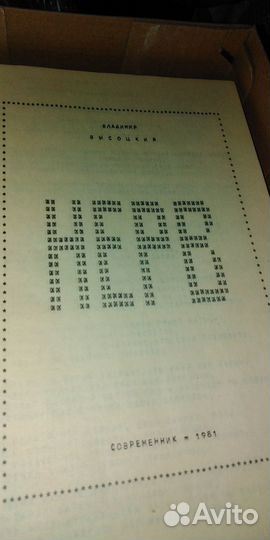 ВЛАДИМИР
ВЫСОЦКИЙ
НЕРВ
СОВРЕМЕННИК = 1981
Avito